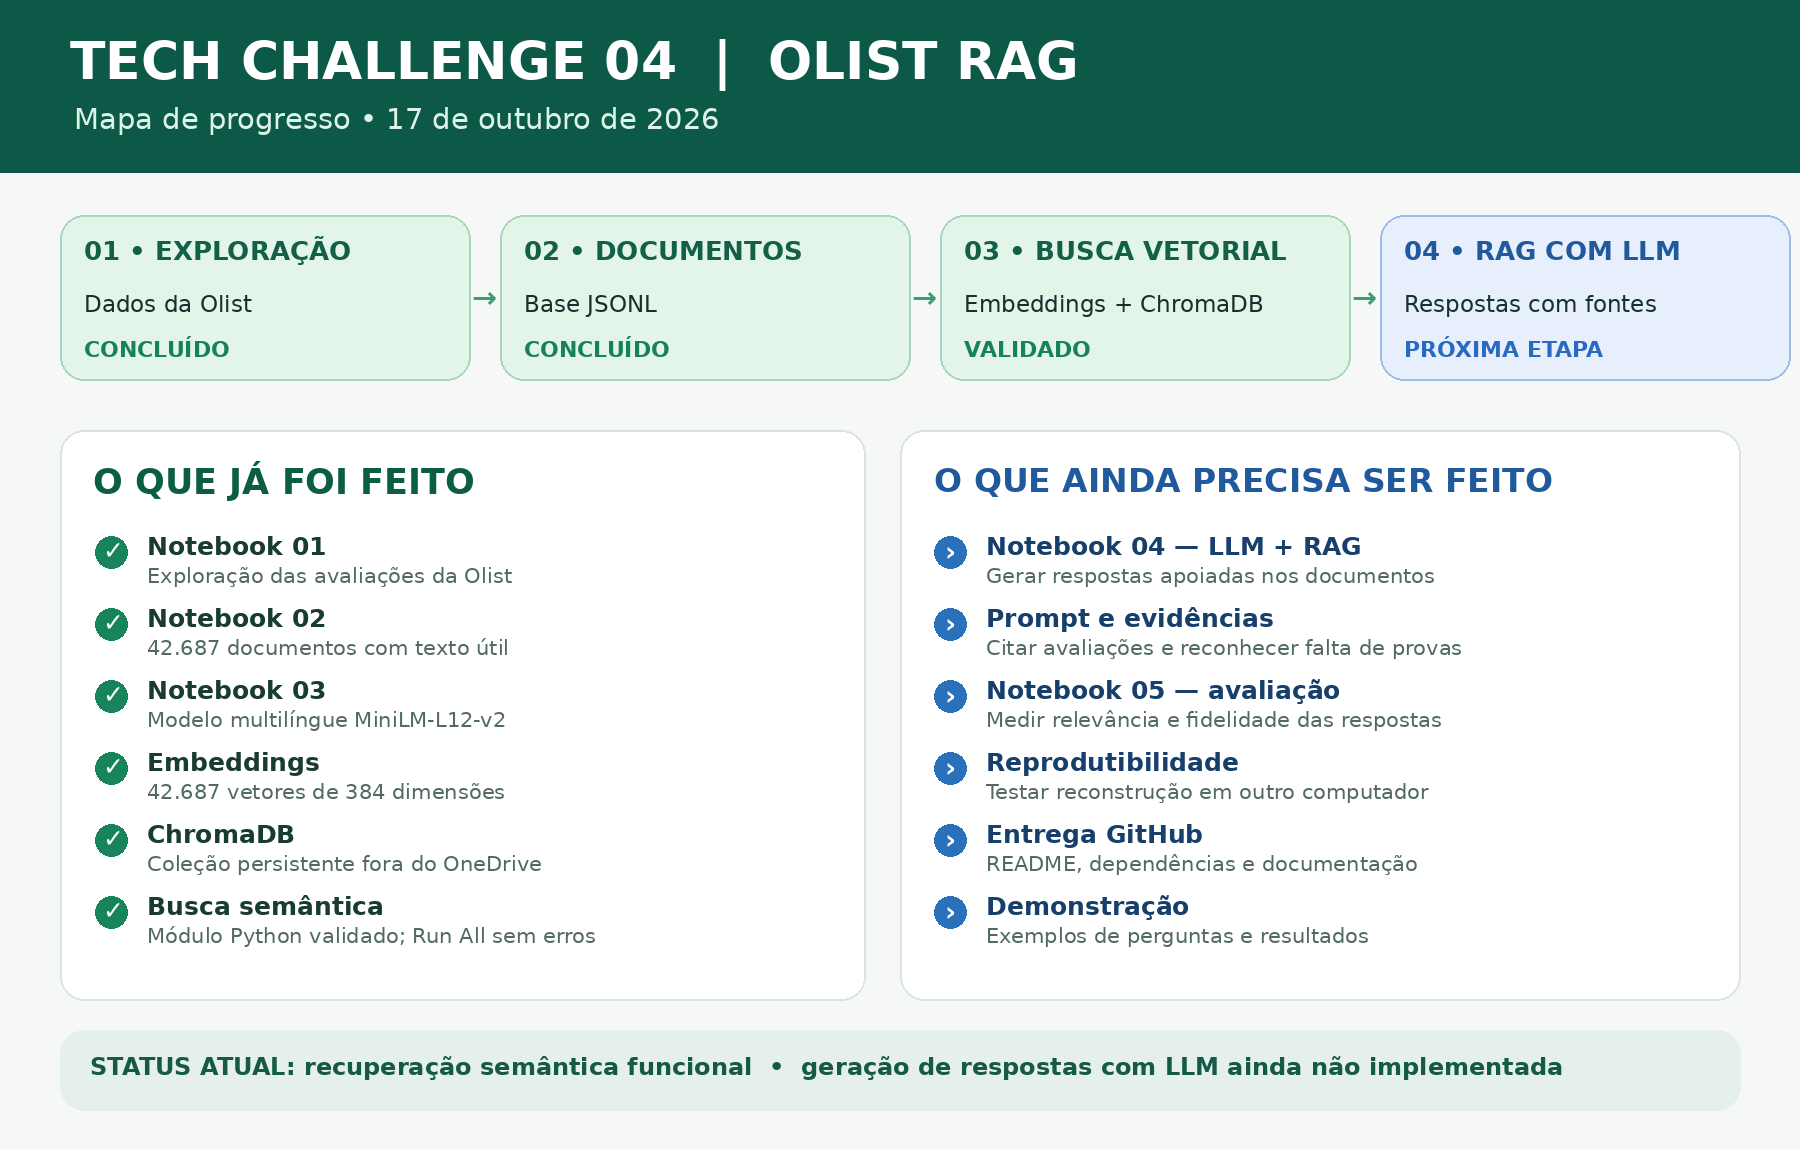 TECH CHALLENGE 04 | OLIST RAG
Mapa de progresso • 17 de outubro de 2026
01 • EXPLORAÇÃO
Dados da Olist
CONCLUÍDO
→
02 • DOCUMENTOS
Base JSONL
CONCLUÍDO
→
03 • BUSCA VETORIAL
Embeddings + ChromaDB
VALIDADO
→
04 • RAG COM LLM
Respostas com fontes
PRÓXIMA ETAPA
O QUE JÁ FOI FEITO
✓ Notebook 01
Exploração das avaliações da Olist
✓ Notebook 02
42.687 documentos com texto útil
✓ Notebook 03
Modelo multilíngue MiniLM-L12-v2
✓ Embeddings
42.687 vetores de 384 dimensões
✓ ChromaDB
Coleção persistente fora do OneDrive
✓ Busca semântica
Módulo Python validado; Run All sem erros
O QUE AINDA PRECISA SER FEITO
› Notebook 04 — LLM + RAG
Gerar respostas apoiadas nos documentos
› Prompt e evidências
Citar avaliações e reconhecer falta de provas
› Notebook 05 — avaliação
Medir relevância e fidelidade das respostas
› Reprodutibilidade
Testar reconstrução em outro computador
› Entrega GitHub
README, dependências e documentação
› Demonstração
Exemplos de perguntas e resultados
STATUS ATUAL: recuperação semântica funcional • geração de respostas com LLM ainda não implementada